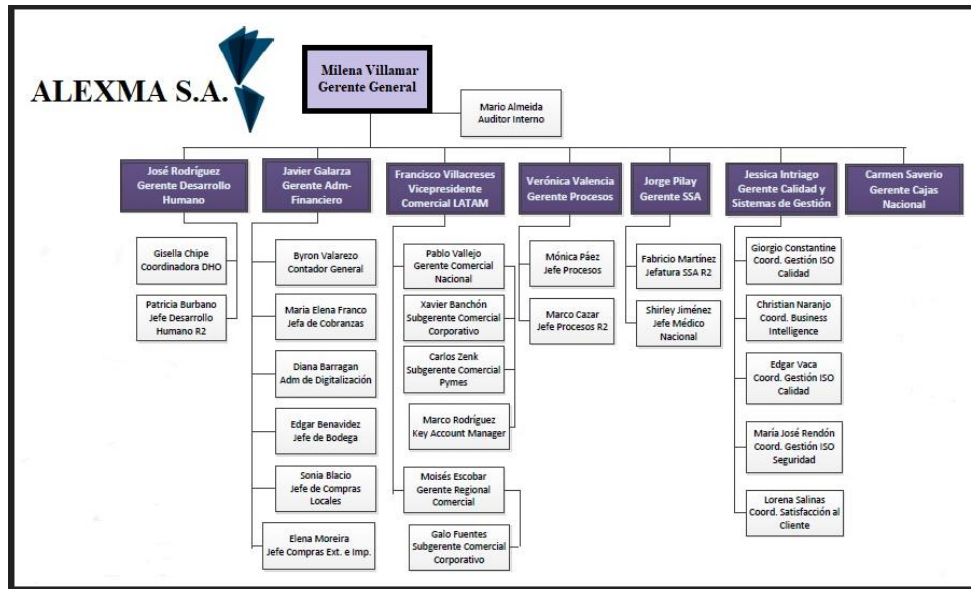 ALEXMA S.A.
Milena Villamar
Gerente General
Mario Almeida
Auditor Interno
José Rodríguez
Gerente Desarrollo
Humano
Javier Galarza
Gerente Adm-
Financiero
Francisco Villacreses
Vicepresidente
Comercial LATAM
Verónica Valencia
Gerente Procesos
Jorge Pilay
Gerente SSA
Jessica Intriago
Gerente Calidad y
Sistemas de Gestión
Carmen Saverio
Gerente Cajas
Nacional
Gisella Chipe
Coordinadora DHO
Patricia Burbano
Jefe Desarrollo
Humano R2
Byron Valarezo
Contador General
Maria Elena Franco
Jefa de Cobranzas
Diana Barragan
Adm de Digitalización
Edgar Benavidez
Jefe de Bodega
Sonia Blacio
Jefe de Compras
Locales
Elena Moreira
Jefe Compras Ext. e Imp.
Pablo Vallejo
Gerente Comercial
Nacional
Xavier Banchón
Subgerente Comercial
Corporativo
Carlos Zenk
Subgerente Comercial
Pymes
Marco Rodríguez
Key Account Manager
Moisés Escobar
Gerente Regional
Comercial
Galo Fuentes
Subgerente Comercial
Corporativo
Mónica Páez
Jefe Procesos
Marco Cazar
Jefe Procesos R2
Fabricio Martínez
Jefatura SSA R2
Shirley Jiménez
Jefe Médico
Nacional
Giorgio Constantine
Coord. Gestión ISO
Calidad
Christian Naranjo
Coord. Business
Intelligence
Edgar Vaca
Coord. Gestión ISO
Calidad
María José Rendón
Coord. Gestión ISO
Seguridad
Lorena Salinas
Coord. Satisfacción al
Cliente